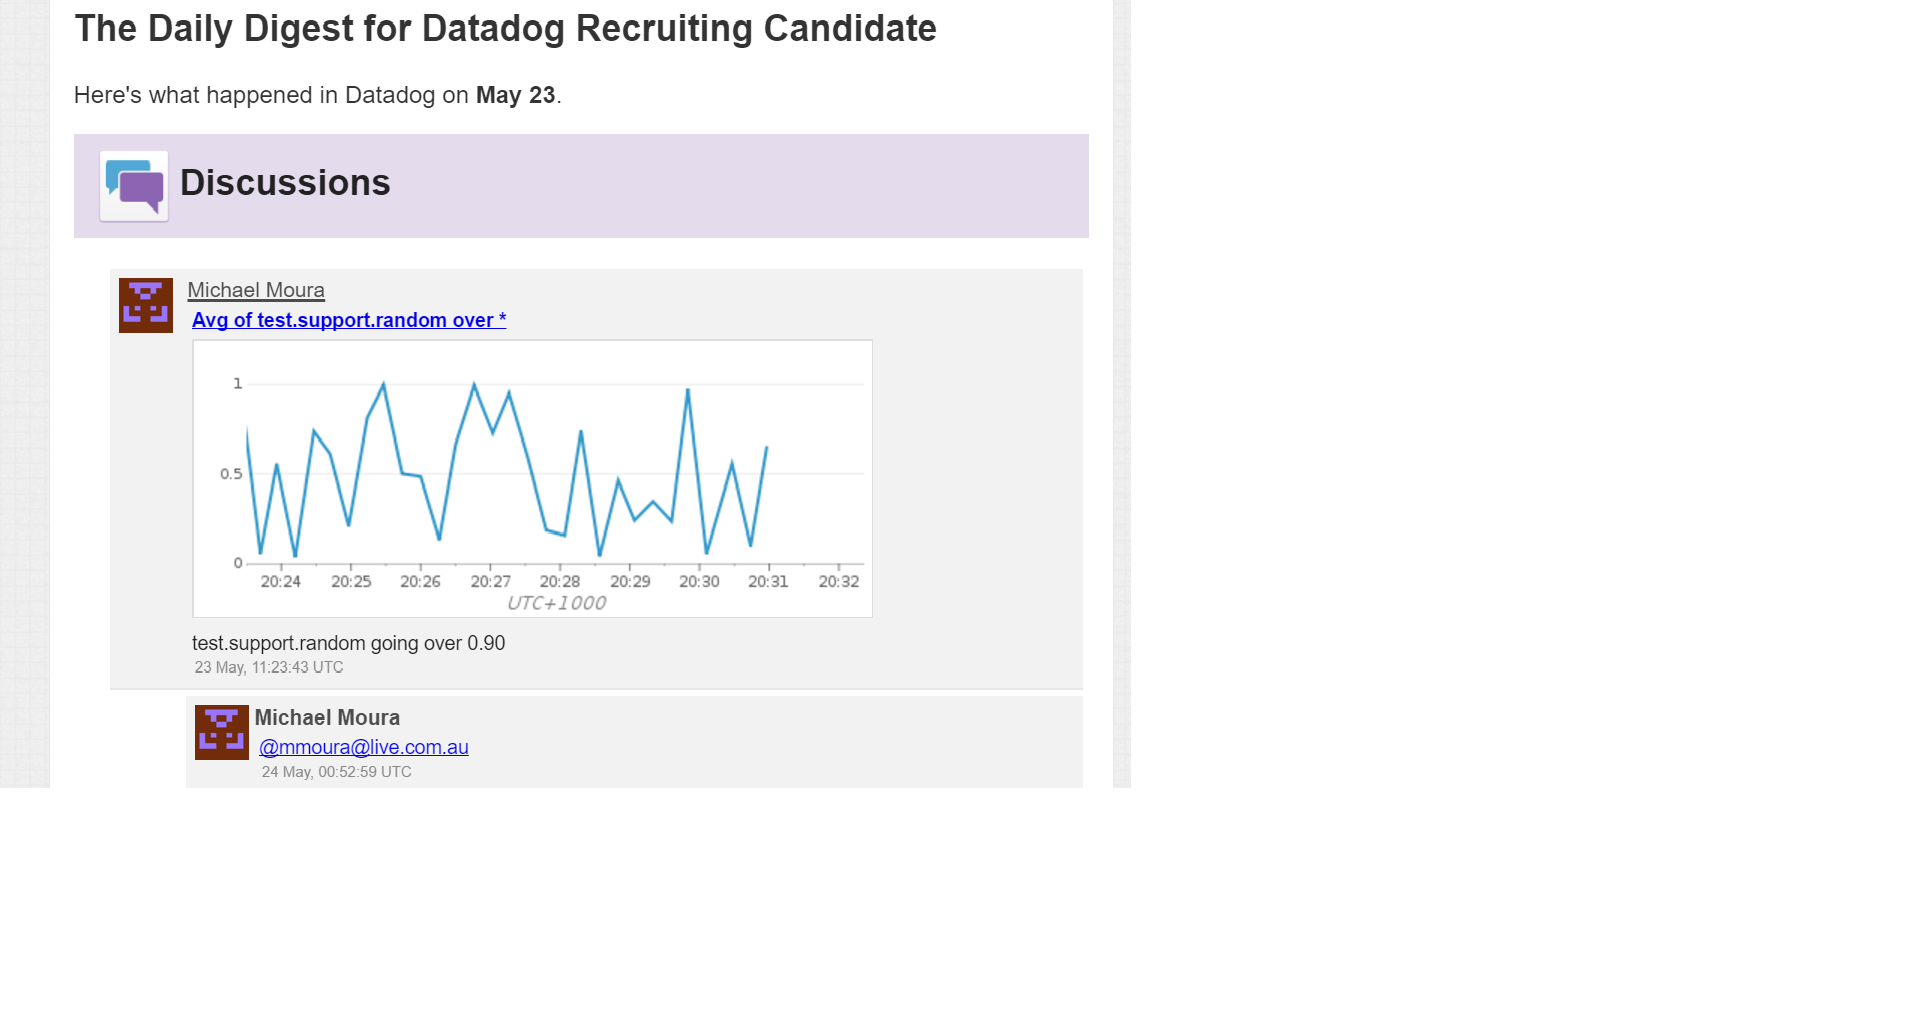 The Daily Digest for Datadog Recruiting Candidate
Here's what happened in Datadog on May 23.
Discussions
Michael Moura
Avg of test.support.random over *
1
0.5
0
20:24 20:25 20:26 20:27 20:28 20:29 20:30 20:31 20:32
UTC+1000
test.support.random going over 0.90
23 May, 11:23:43 UTC
Michael Moura
@mmoura@live.com.au
24 May, 00:52:59 UTC